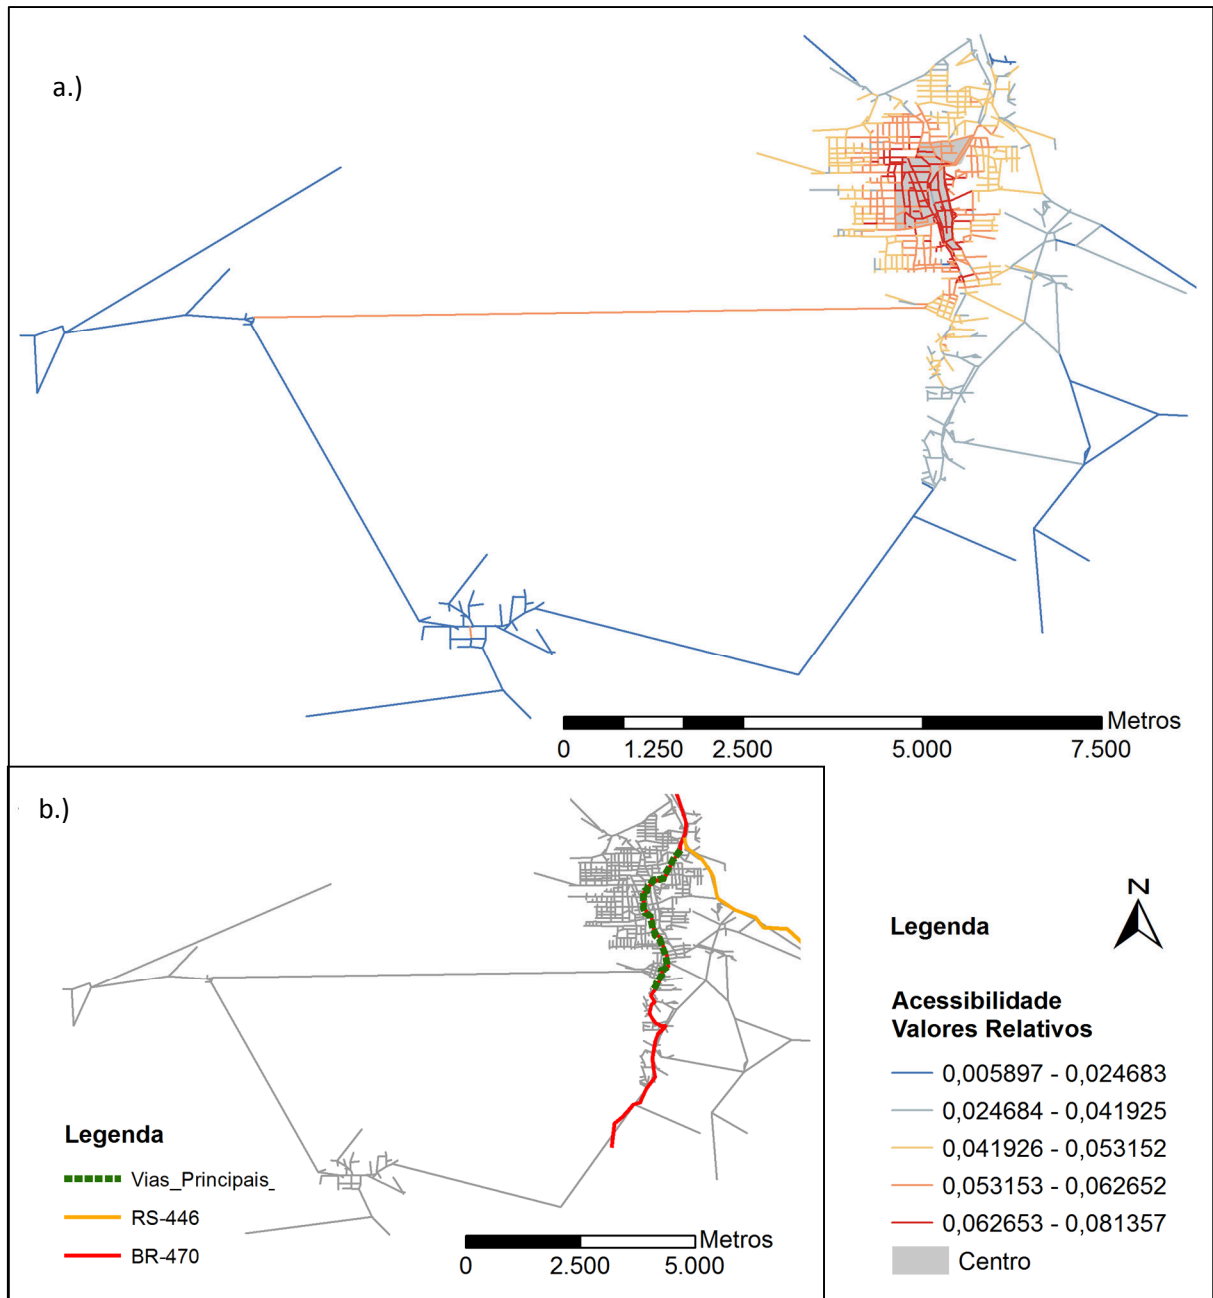 a.)
Metros
0 1.250 2.500 5.000 7.500
b.)
Legenda
Vias_Principais_
RS-446
BR-470
Metros
0 2.500 5.000
N
Legenda
Acessibilidade
Valores Relativos
0,005897 - 0,024683
0,024684 - 0,041925
0,041926 - 0,053152
0,053153 - 0,062652
0,062653 - 0,081357
Centro